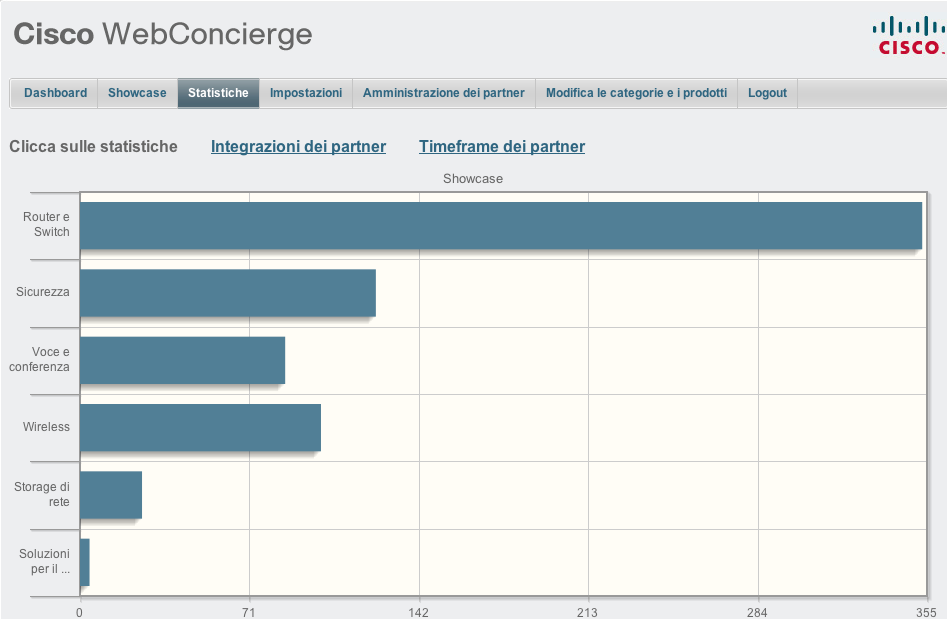 Cisco WebConcierge
CISCO.
Dashboard Showcase Statistiche Impostazioni Amministrazione dei partner Modifica le categorie e i prodotti Logout
Clicca sulle statistiche Integrazioni dei partner Timeframe dei partner
Showcase
Router e
Switch
Sicurezza
Voce e
conferenza
Wireless
Storage di
rete
Soluzioni
per il ...
0 71 142 213 284 355